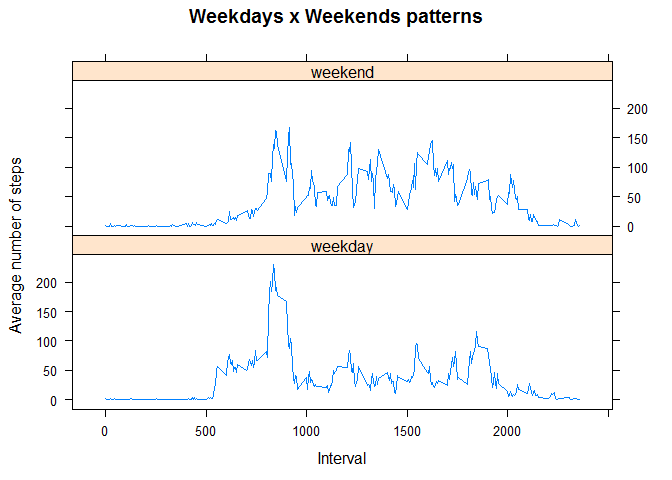 Weekdays x Weekends patterns
weekend
200
150
100
50
0
weekday
200
150
100
50
0
Average number of steps
0 500 1000 1500 2000
Interval